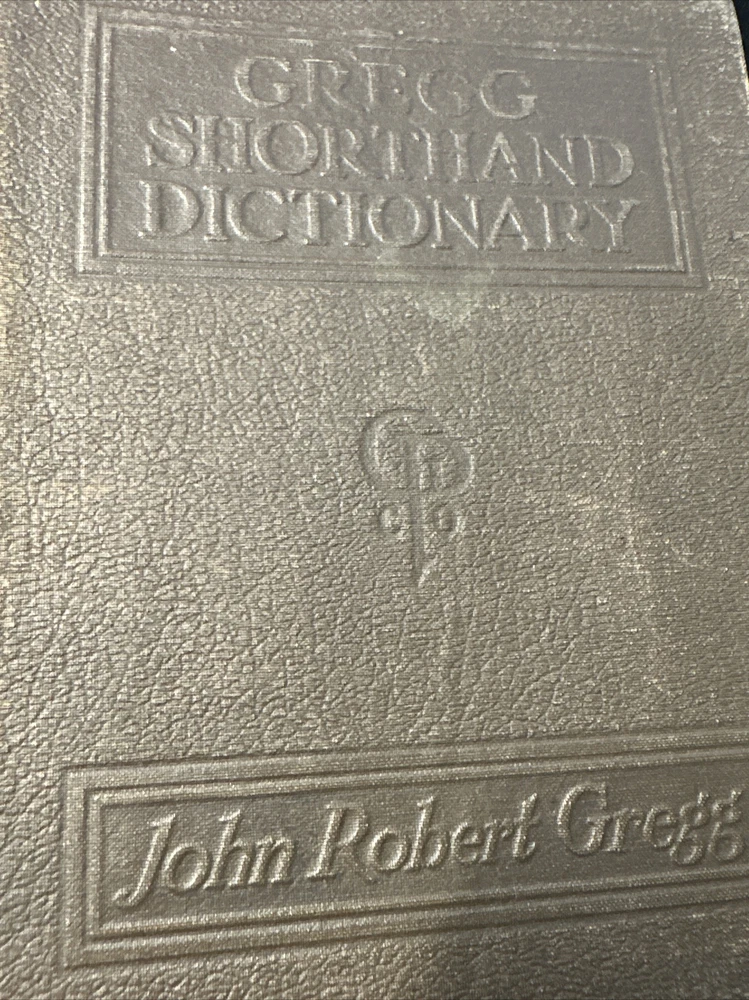 GREGG
SHORTHAND
DICTIONARY
John Robert Gregg